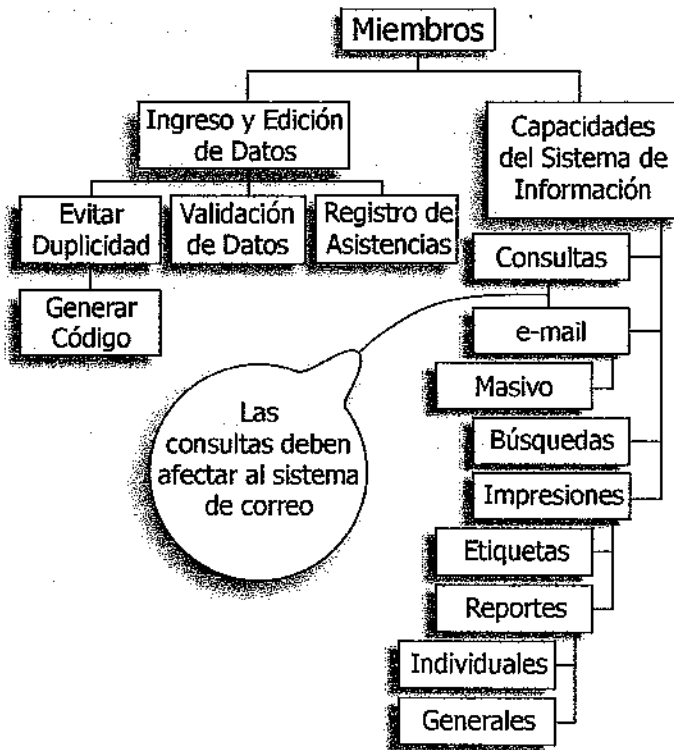 Miembros
Ingreso y Edición
de Datos
Capacidades
del Sistema de
Información
Evitar
Duplicidad
Validación
de Datos
Registro de
Asistencias
Generar
Código
Consultas
e-mail
Masivo
Búsquedas
Impresiones
Etiquetas
Reportes
Individuales
Generales
Las
consultas deben
afectar al sistema
de correo